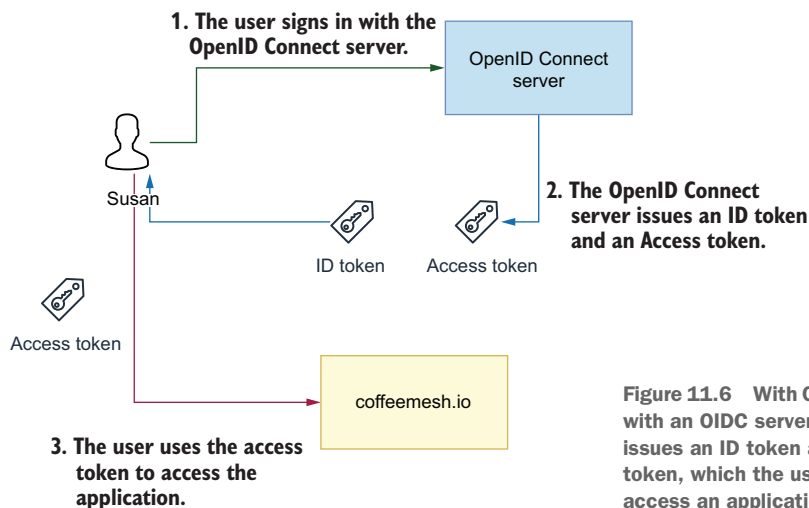 1. The user signs in with the
OpenID Connect server.
OpenID Connect
server
Susan
2. The OpenID Connect
server issues an ID token
and an Access token.
ID token
Access token
Access token
coffeemesh.io
3. The user uses the access
token to access the
application.
Figure 11.6 With
with an OIDC server
issues an ID token
token, which the
access an